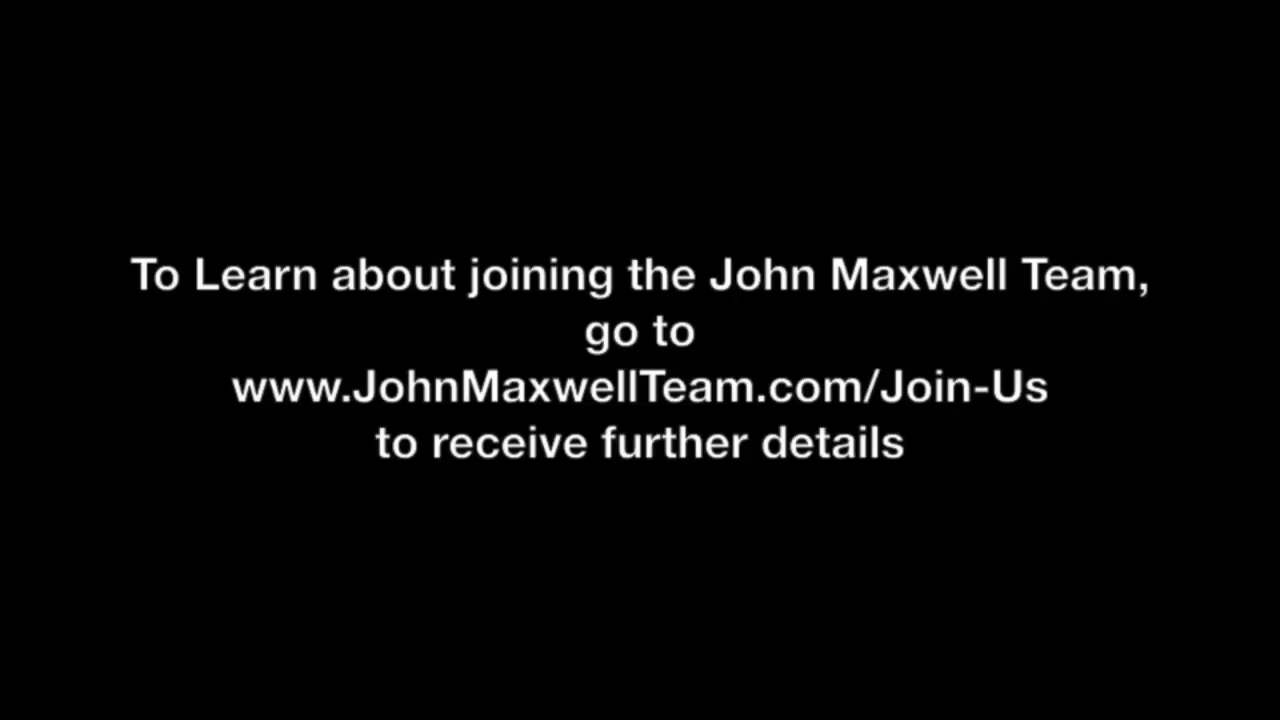 To Learn about joining the John Maxwell Team,
go to
www.JohnMaxwellTeam.com/Join-Us
to receive further details